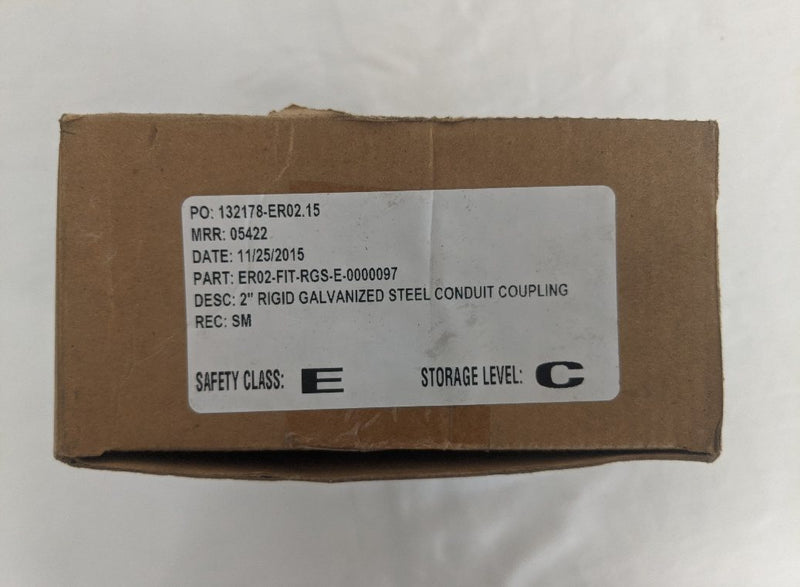 PO: 132178-ER02.15
MRR: 05422
DATE: 11/25/2015
PART: ER02-FIT-RGS-E-0000097
DESC: 2" RIGID GALVANIZED STEEL CONDUIT COUPLING
REC: SM
SAFETY CLASS: E STORAGE LEVEL: C